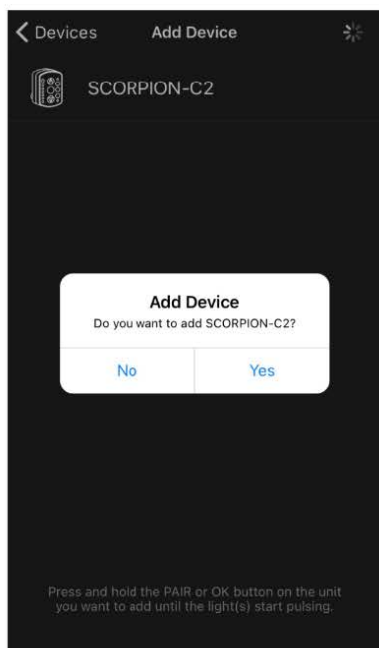 Devices Add Device
SCORPION-C2
Add Device
Do you want to add SCORPION-C2?
No Yes
Press and hold the PAIR or OK button on the unit
you want to add until the light(s) start pulsing.